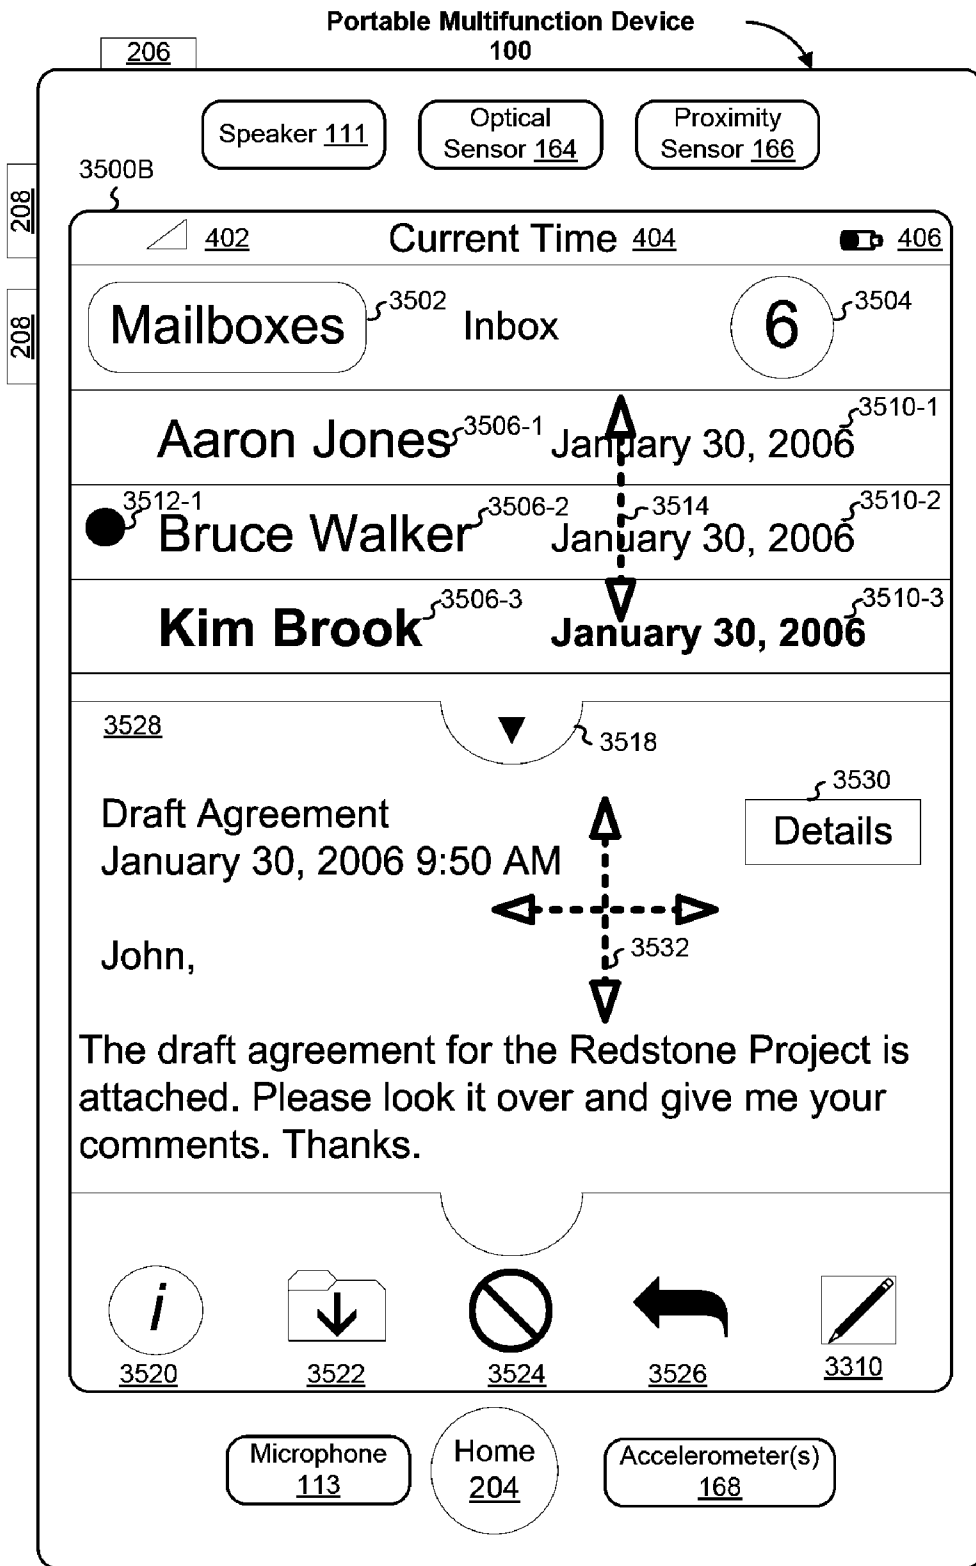 Portable Multifunction Device
100
206
Speaker 111
Optical
Sensor 164
Proximity
Sensor 166
3500B
208
208
402
Current Time 404
406
Mailboxes
3502
Inbox
6
3504
Aaron Jones
3506-1
January 30, 2006
3510-1
3512-1
Bruce Walker
3506-2
3514
January 30, 2006
3510-2
Kim Brook
3506-3
January 30, 2006
3510-3
3528
3518
3530
Draft Agreement
Details
January 30, 2006 9:50 AM
3532
John,
The draft agreement for the Redstone Project is
attached. Please look it over and give me your
comments. Thanks.
i
3520
3522
3524
3526
3310
Microphone
113
Home
204
Accelerometer(s)
168